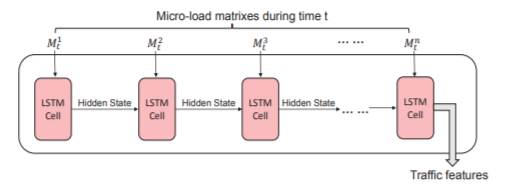 Micro-load matrixes during time t
M_t^1 M_t^2 M_t^3 ... ... M_t^n
LSTM Cell Hidden State LSTM Cell Hidden State LSTM Cell Hidden State ... ... LSTM Cell
Traffic features